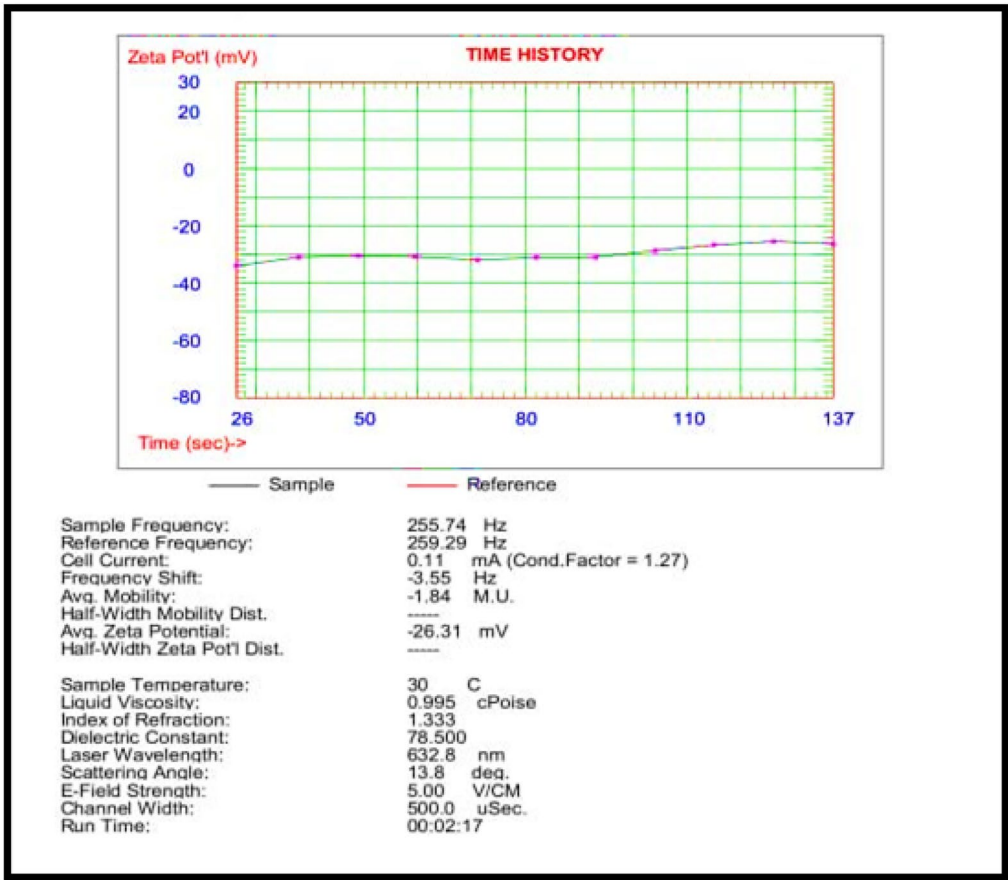 Zeta Pot'l (mV)
TIME HISTORY
30
20
0
-20
-40
-60
-80
26 50 80 110 137
Time (sec)->
Sample Reference
Sample Frequency: 255.74 Hz
Reference Frequency: 259.29 Hz
Cell Current: 0.11 mA (Cond.Factor = 1.27)
Frequency Shift: -3.55 Hz
Avg. Mobility: -1.84 M.U.
Half-Width Mobility Dist. -----
Avg. Zeta Potential: -26.31 mV
Half-Width Zeta Pot'l Dist. -----
Sample Temperature: 30 C
Liquid Viscosity: 0.995 cPoise
Index of Refraction: 1.333
Dielectric Constant: 78.500
Laser Wavelength: 632.8 nm
Scattering Angle: 13.8 deg.
E-Field Strength: 5.00 V/CM
Channel Width: 500.0 uSec.
Run Time: 00:02:17